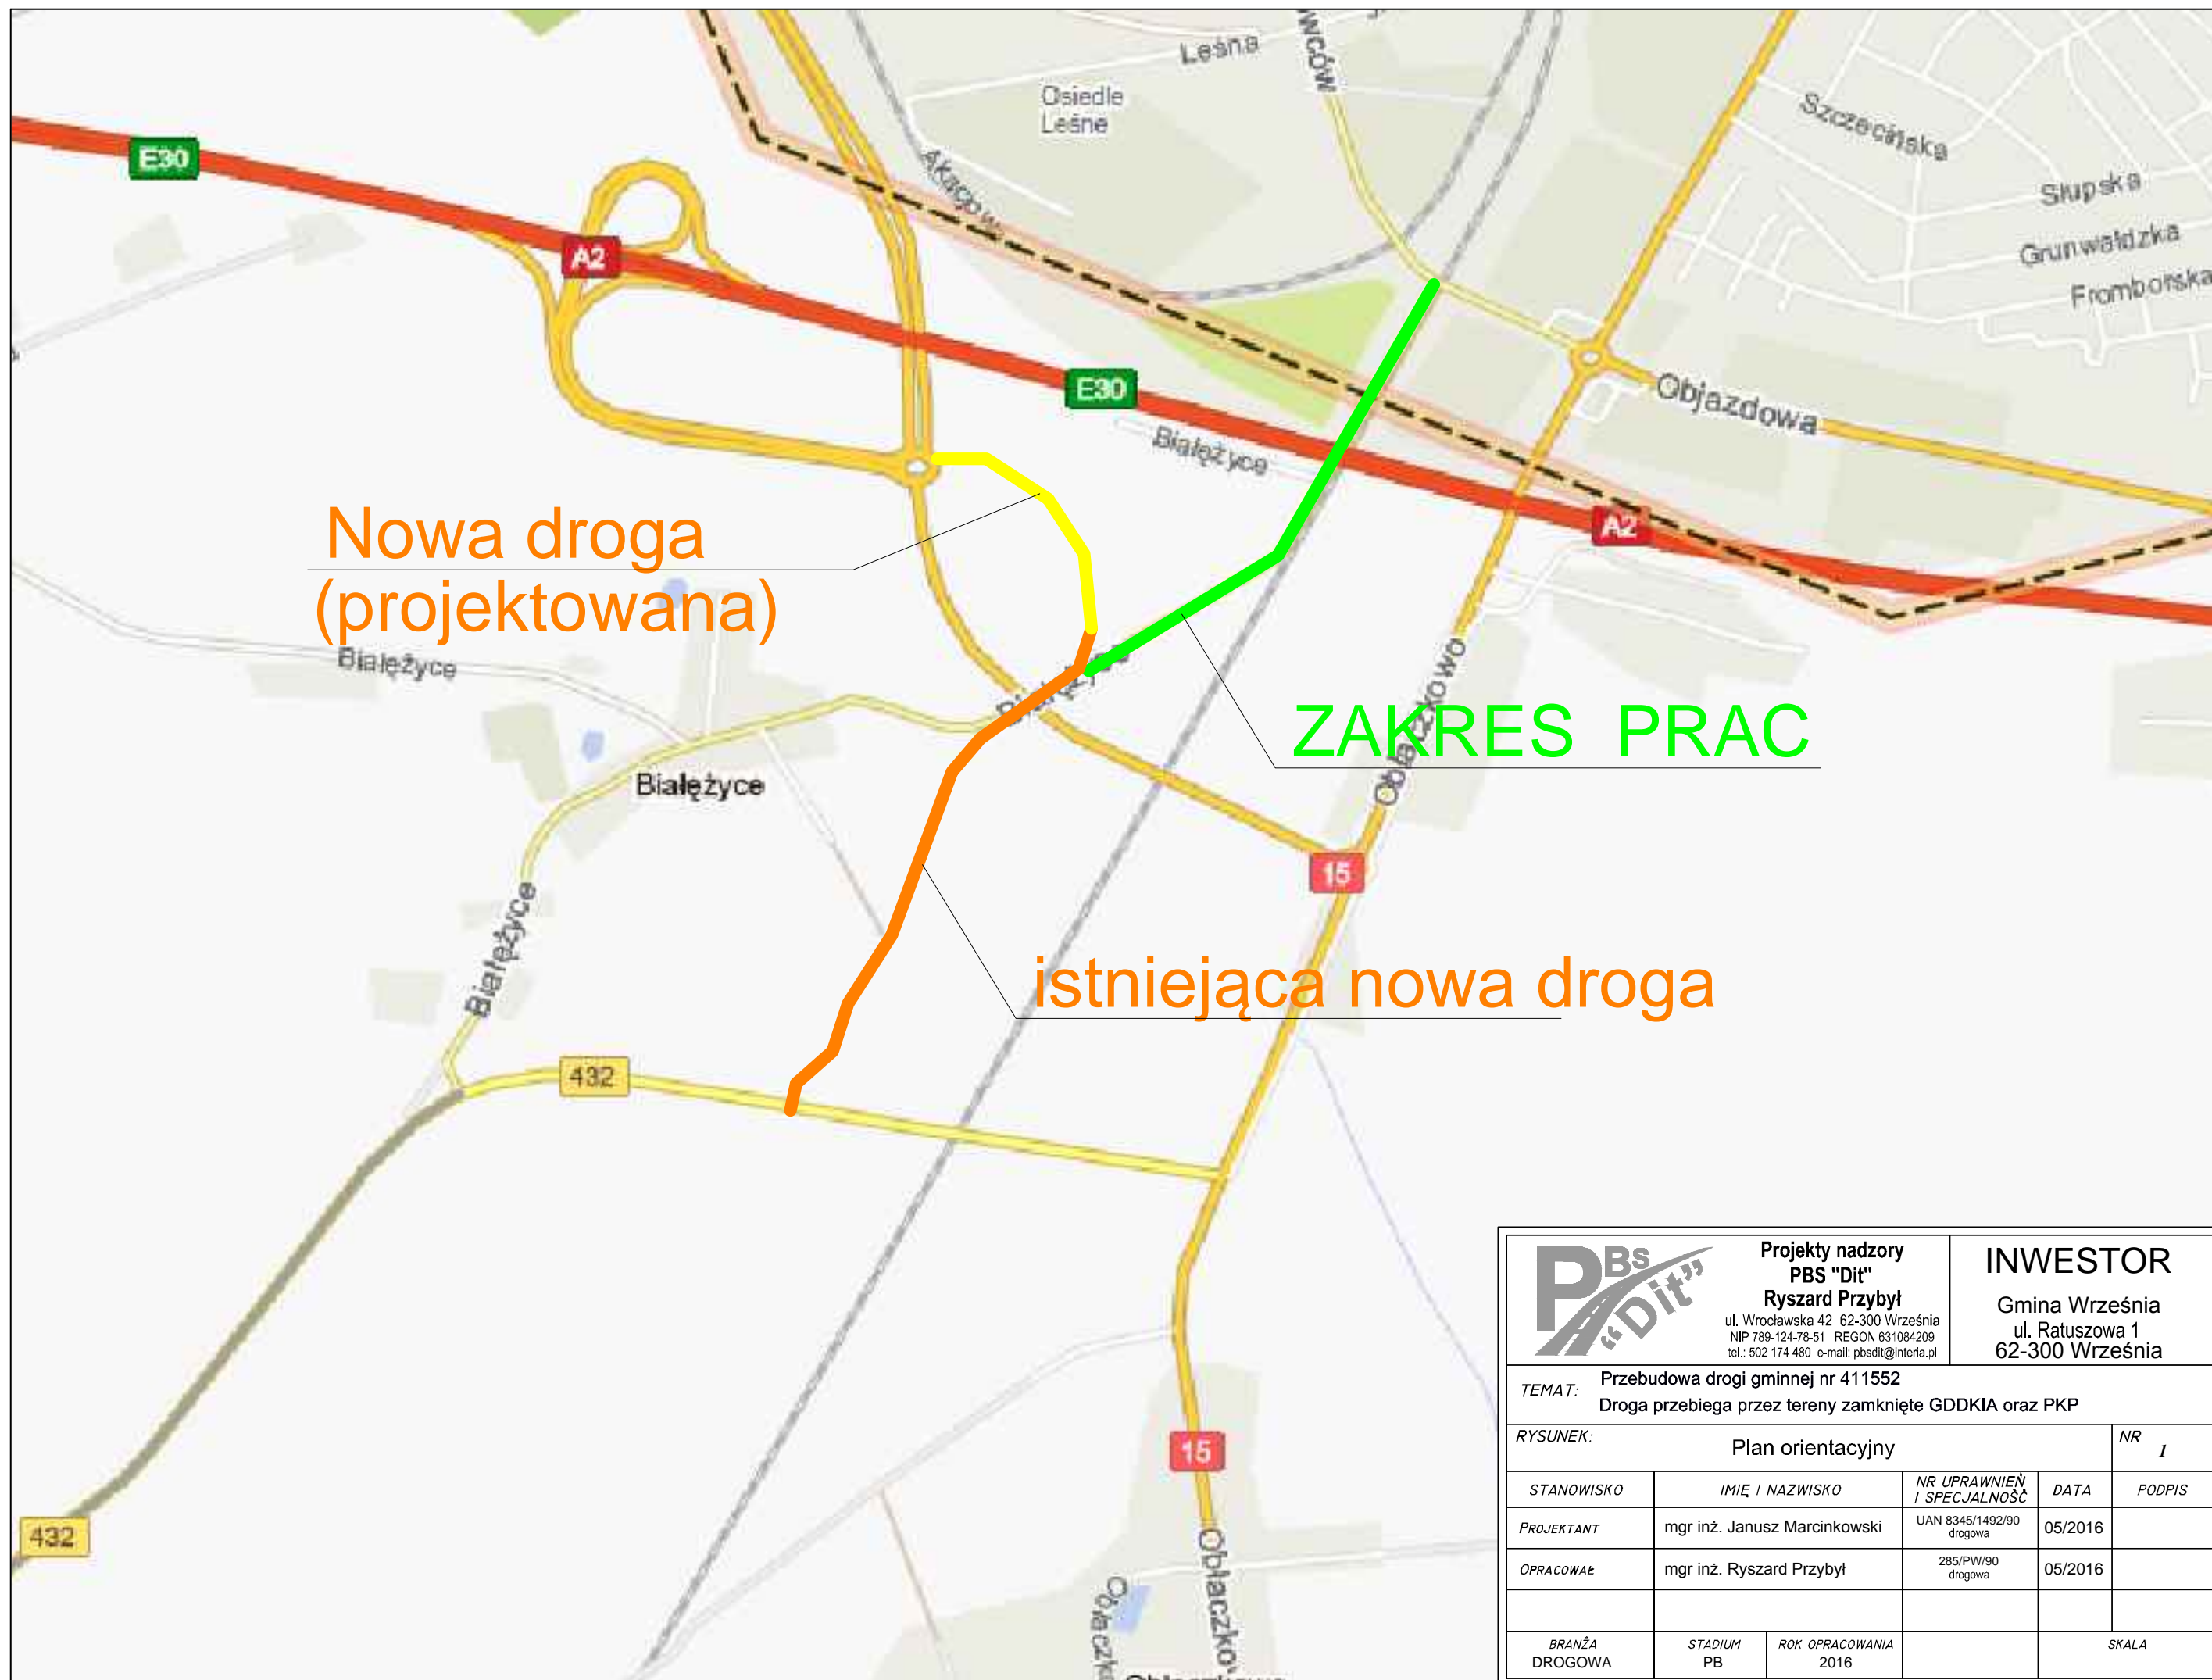 Leśna
Osiedle
Leśne
Szczecińska
Słupska
Grunwaldzka
Fromborska
E30
A2
E30
Objazdowa
Białężyce
A2
Nowa droga
(projektowana)
Białężyce
Obłaczkowo
ZAKRES PRAC
Białężyce
15
Białężyce
istniejąca nowa droga
432
15
432
PBs
"Dit"
Projekty nadzory
PBS "Dit"
Ryszard Przybył
ul. Wrocławska 42 62-300 Września
NIP 789-124-78-51 REGON 631084209
tel.: 502 174 480 e-mail: pbsdit@interia.pl
INWESTOR
Gmina Września
ul. Ratuszowa 1
62-300 Września
TEMAT: Przebudowa drogi gminnej nr 411552
Droga przebiega przez tereny zamknięte GDDKIA oraz PKP
RYSUNEK: Plan orientacyjny NR 1
STANOWISKO IMIĘ I NAZWISKO NR UPRAWNIEŃ I SPECJALNOŚĆ DATA PODPIS
PROJEKTANT mgr inż. Janusz Marcinkowski UAN 8345/1492/90 drogowa 05/2016
OPRACOWAŁ mgr inż. Ryszard Przybył 285/PW/90 drogowa 05/2016
BRANŻA STADIUM ROK OPRACOWANIA SKALA
DROGOWA PB 2016